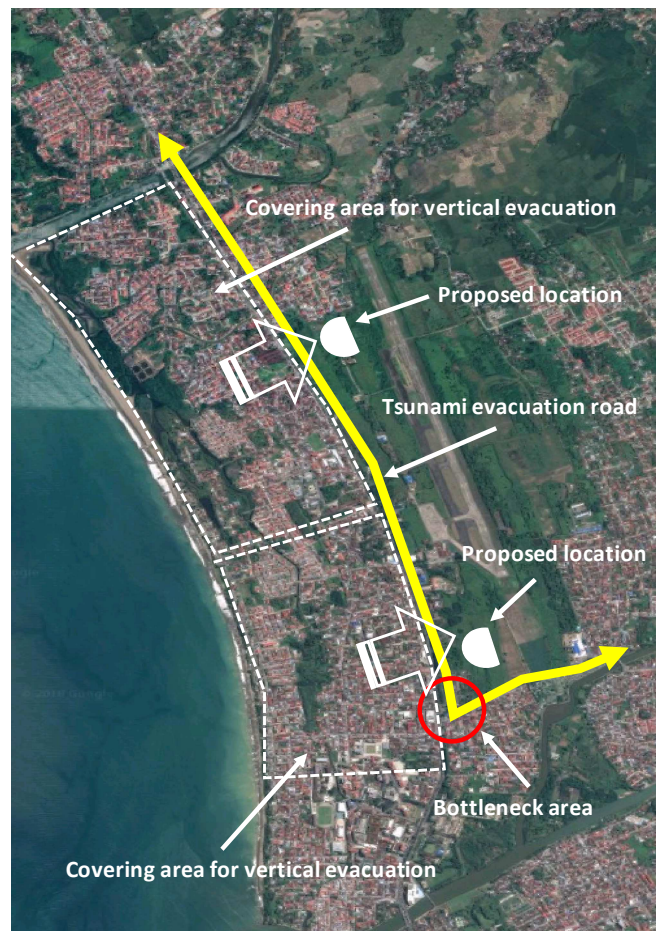 Covering area for vertical evacuation
Proposed location
Tsunami evacuation road
Proposed location
Bottleneck area
Covering area for vertical evacuation